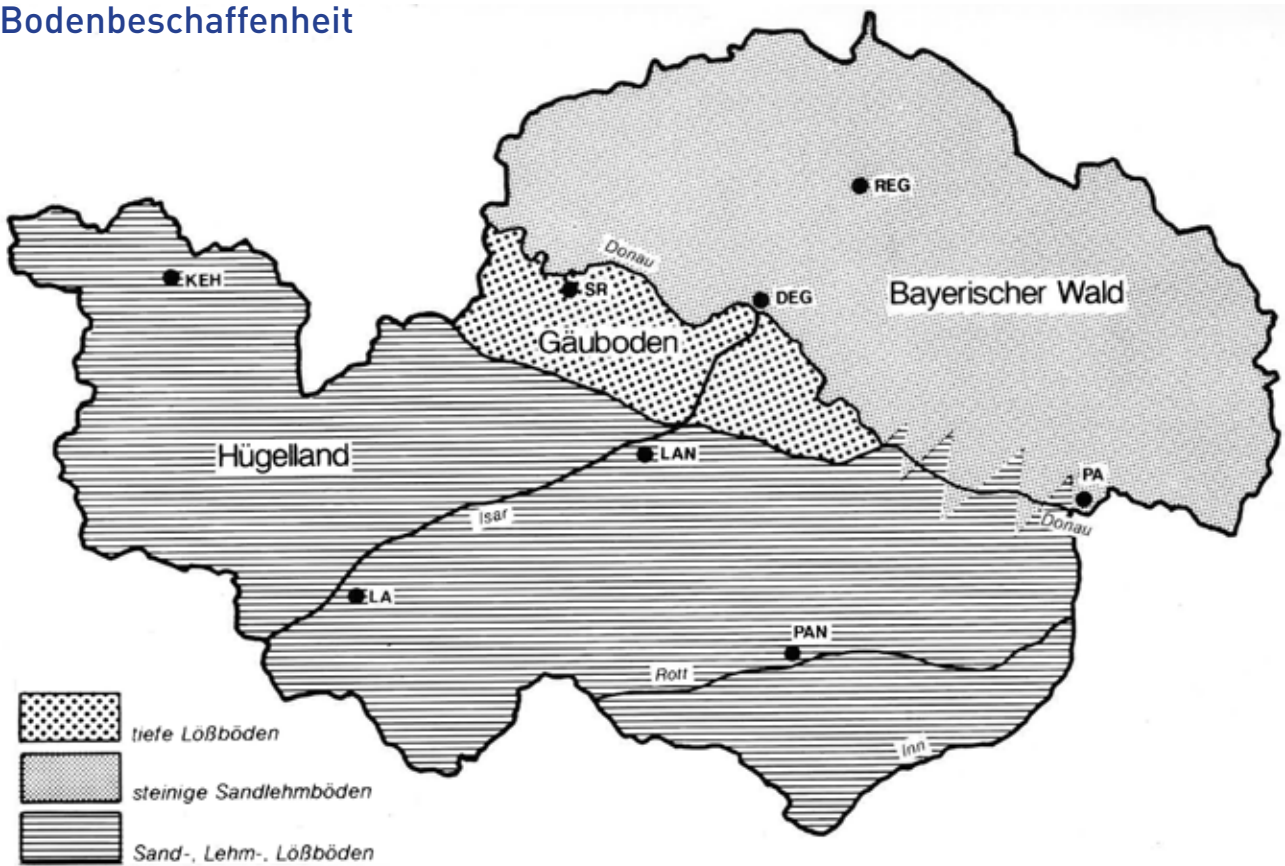 Bodenbeschaffenheit
REG
KEH
Donau
SR
DEG
Bayerischer Wald
Gäuboden
Hügelland
LAN
PA
Isar
Donau
LA
PAN
Rott
Inn
tiefe Lößböden
steinige Sandlehmböden
Sand-, Lehm-, Lößböden